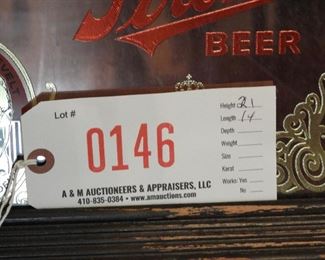 BEER
Lot #
0146
A & M AUCTIONEERS & APPRAISERS, LLC
410-835-0384 • www.amauctions.com
Height 21
Length 14
Depth
Weight
Size
Karat
Works: Yes
No